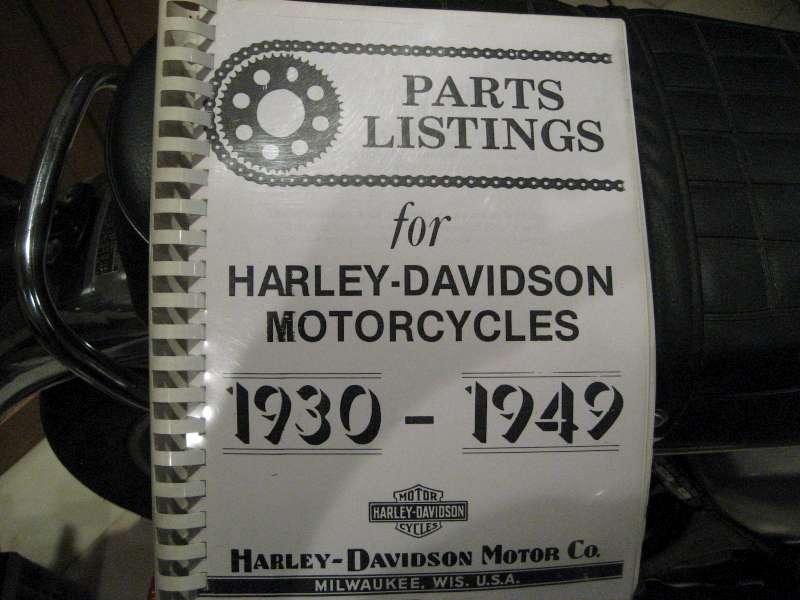 PARTS
LISTINGS
for
HARLEY-DAVIDSON
MOTORCYCLES
1930 - 1949
MOTOR
HARLEY-DAVIDSON
CYCLES
HARLEY-DAVIDSON MOTOR CO.
MILWAUKEE, WIS. U.S.A.